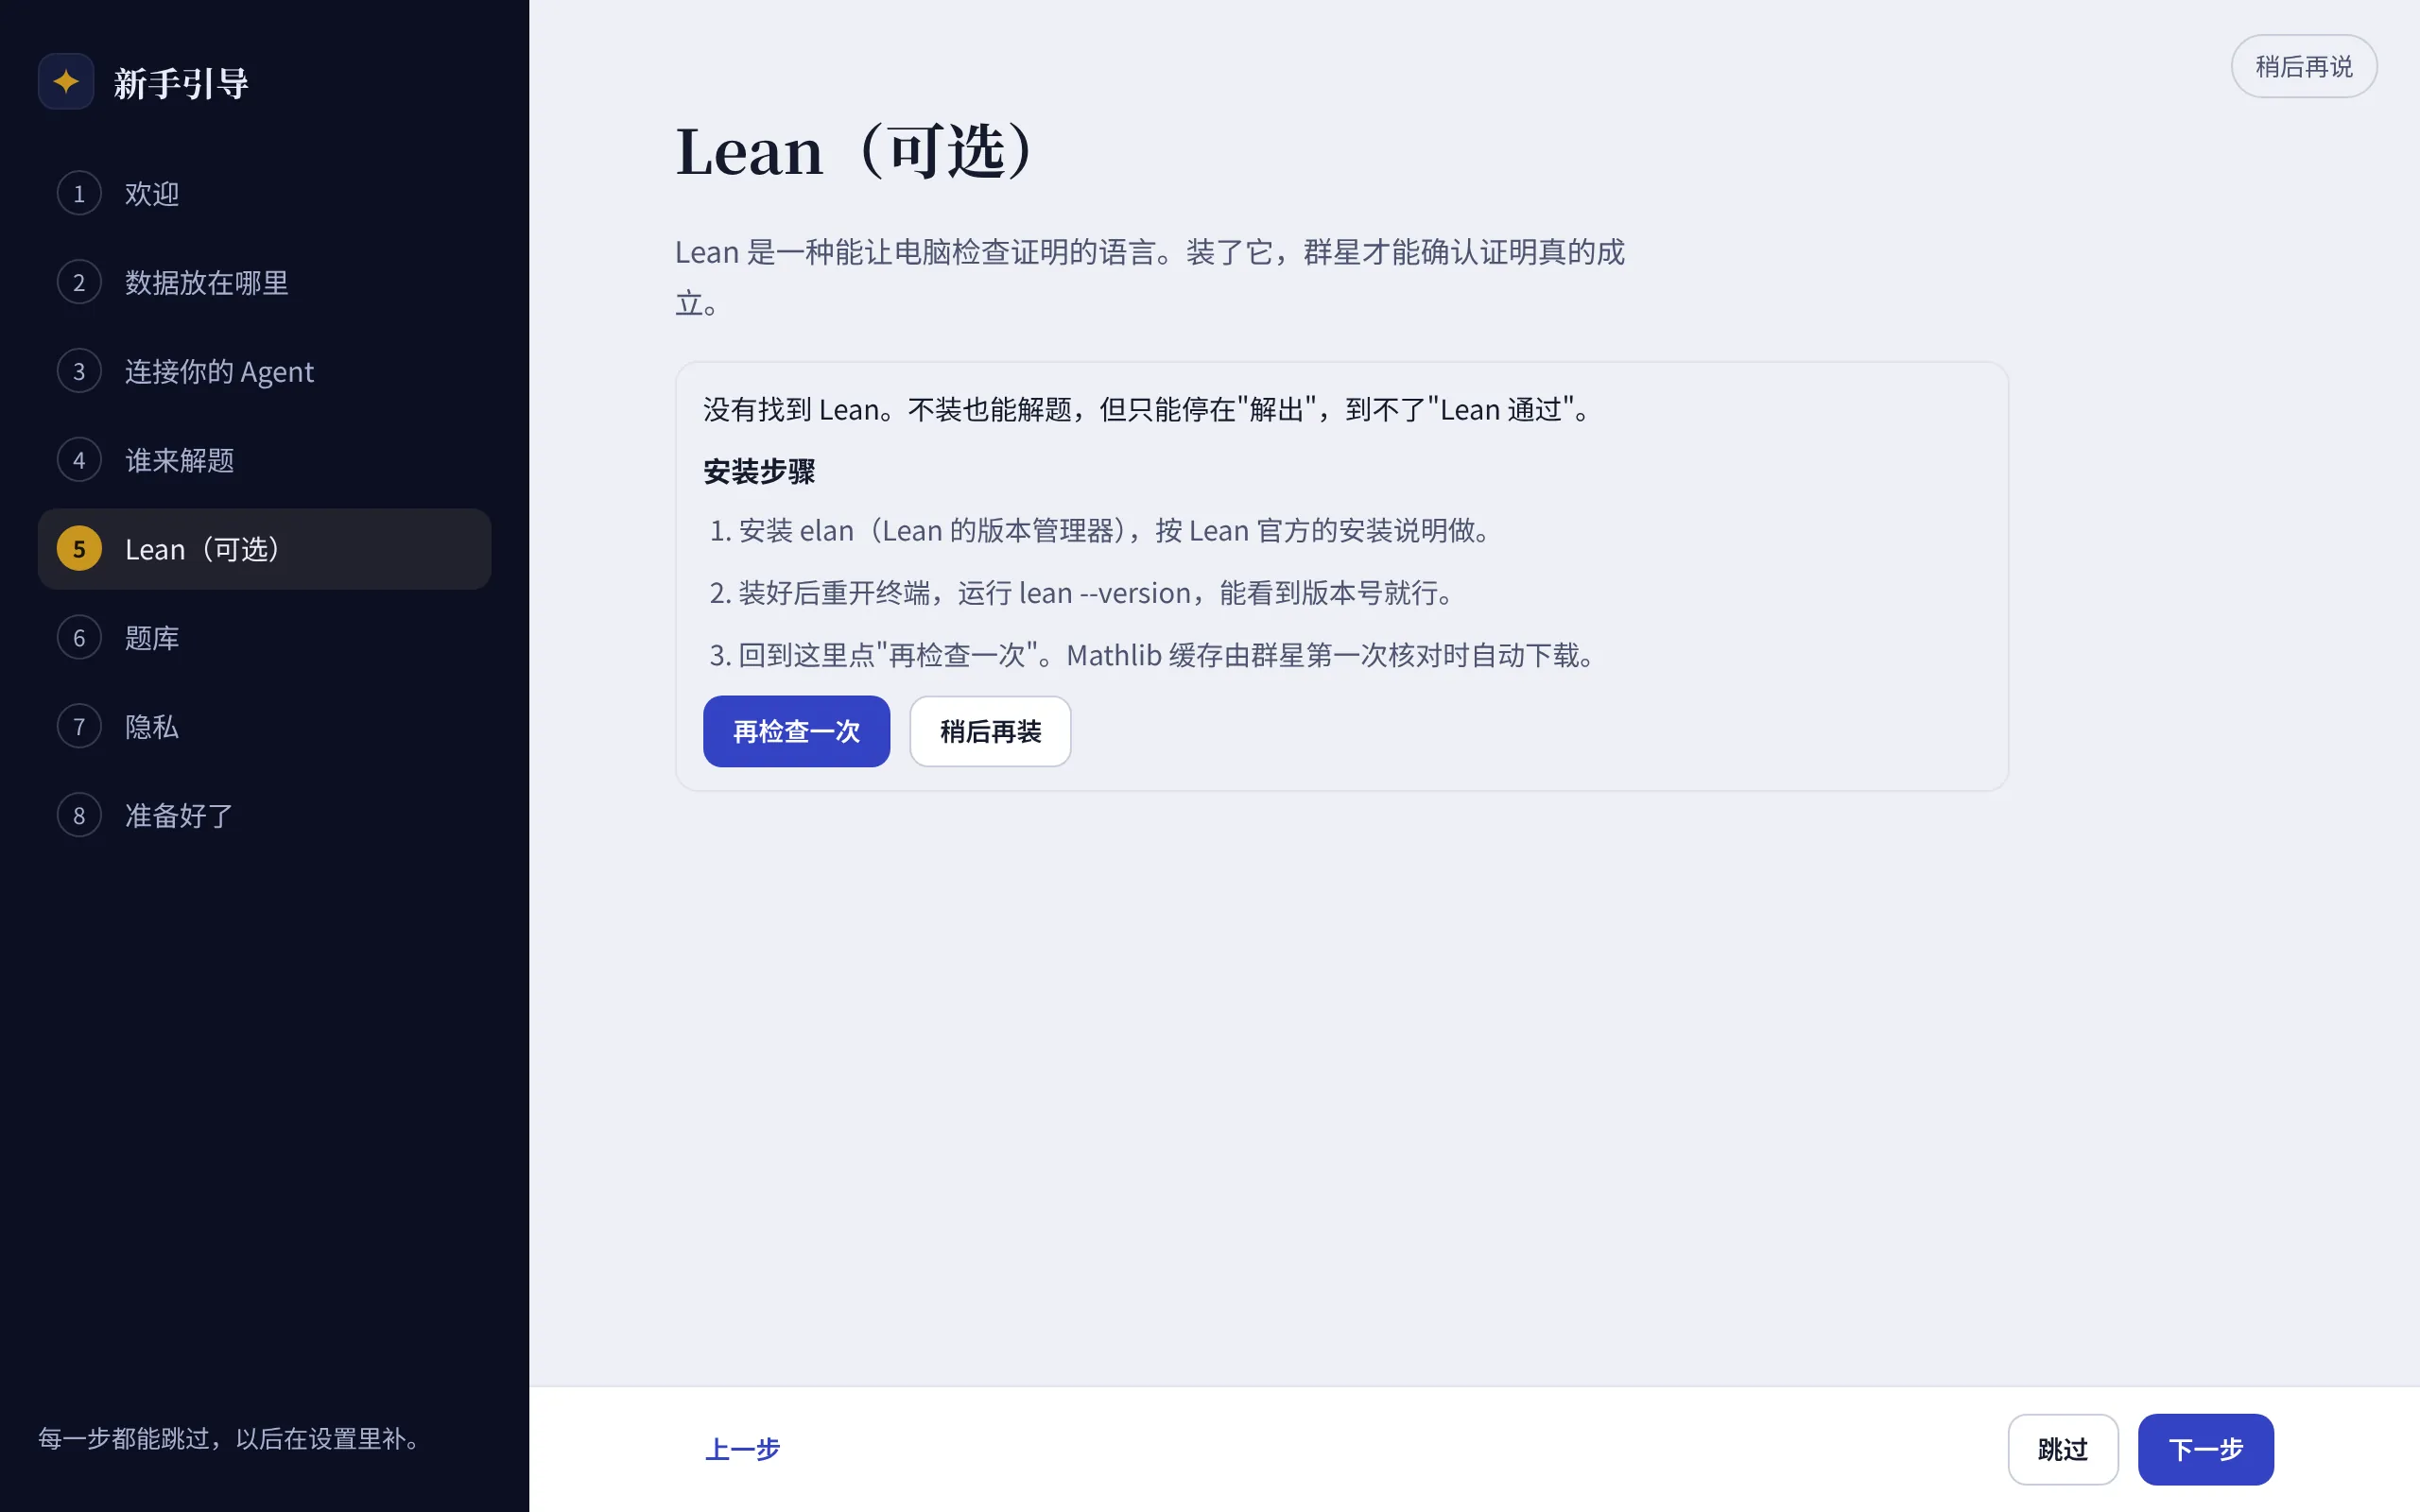 新手引导
1 欢迎
2 数据放在哪里
3 连接你的 Agent
4 谁来解题
5 Lean（可选）
6 题库
7 隐私
8 准备好了
每一步都能跳过，以后在设置里补。
稍后再说
Lean（可选）
Lean 是一种能让电脑检查证明的语言。装了它，群星才能确认证明真的成
立。
没有找到 Lean。不装也能解题，但只能停在"解出"，到不了"Lean 通过"。
安装步骤
1. 安装 elan（Lean 的版本管理器），按 Lean 官方的安装说明做。
2. 装好后重开终端，运行 lean --version，能看到版本号就行。
3. 回到这里点"再检查一次"。Mathlib 缓存由群星第一次核对时自动下载。
再检查一次 稍后再装
上一步 跳过 下一步